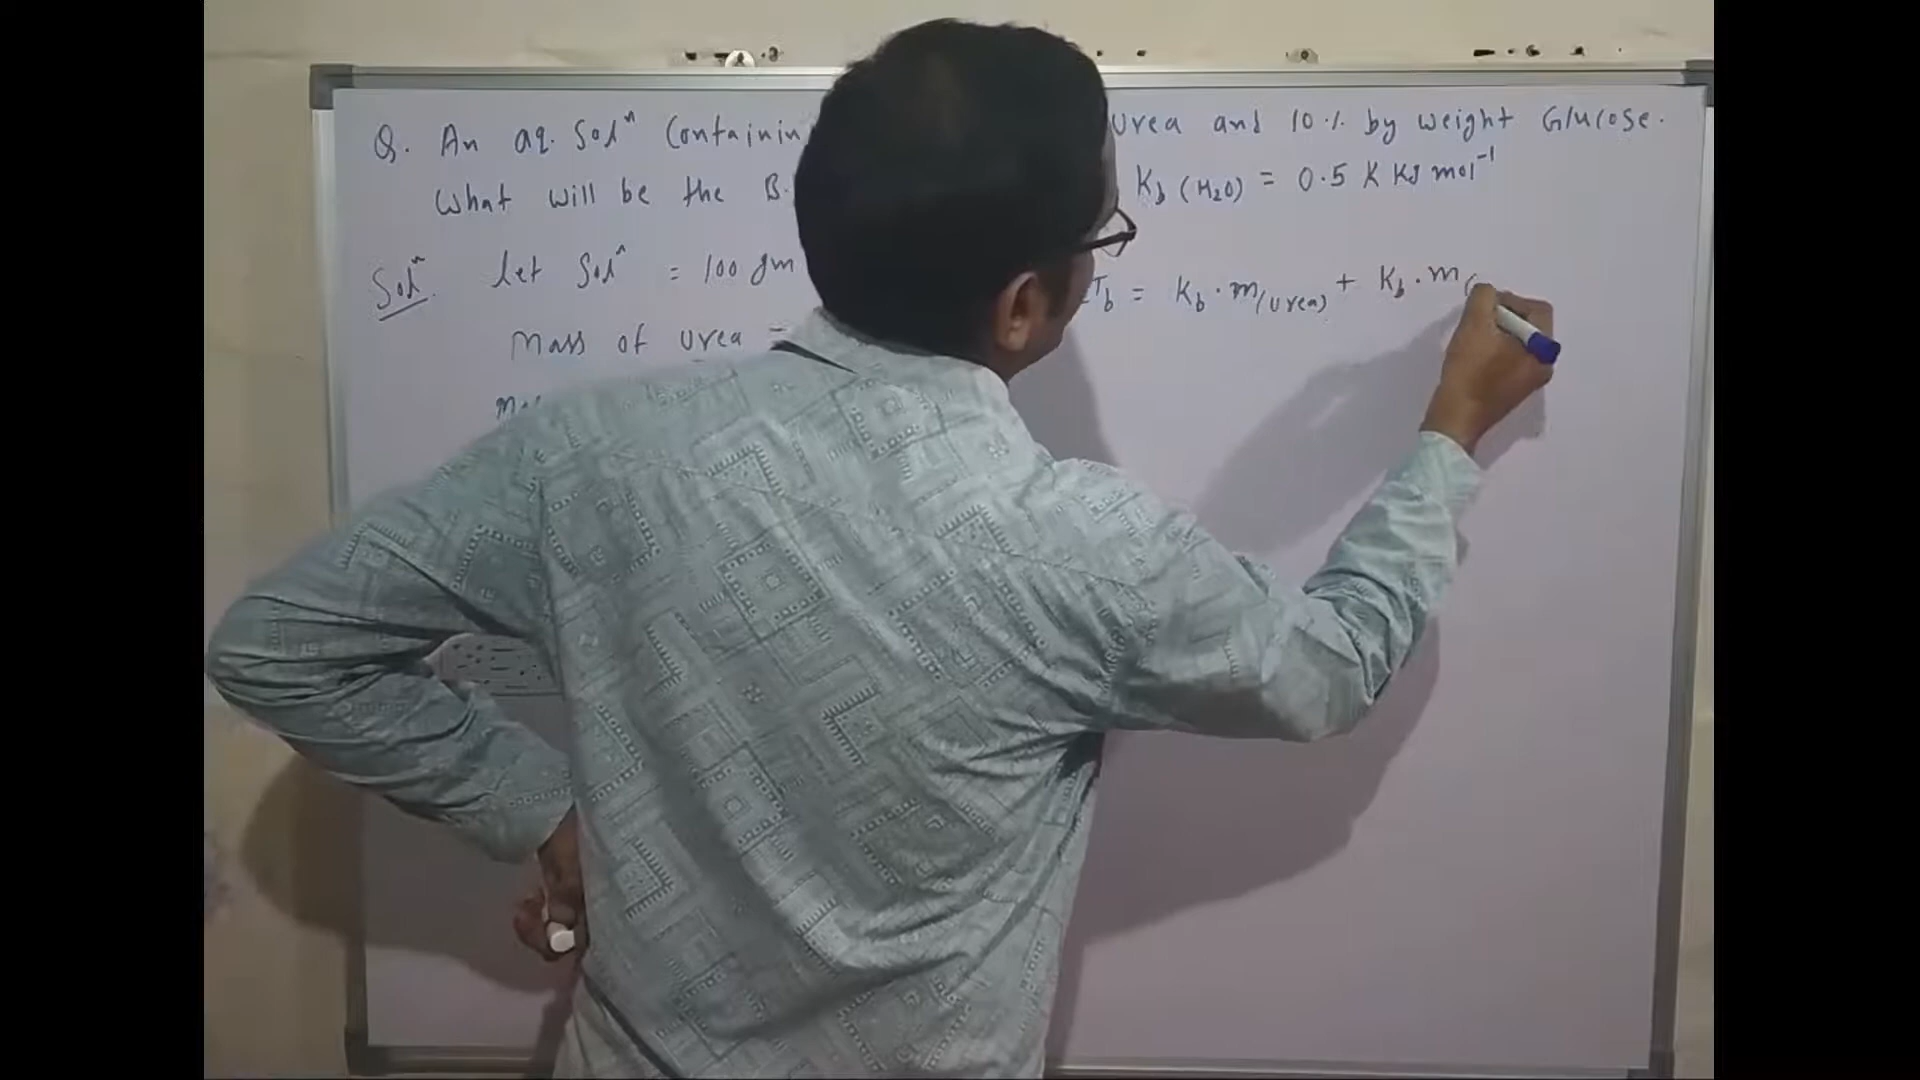 Q. An aq. Solⁿ Containin Urea and 10% by weight Glucose.
What will be the B. Kb (H₂O) = 0.5 K Kg mol⁻¹
Solⁿ. let Solⁿ = 100 gm Tb = Kb · m(Urea) + Kb · m(
Mass of urea =